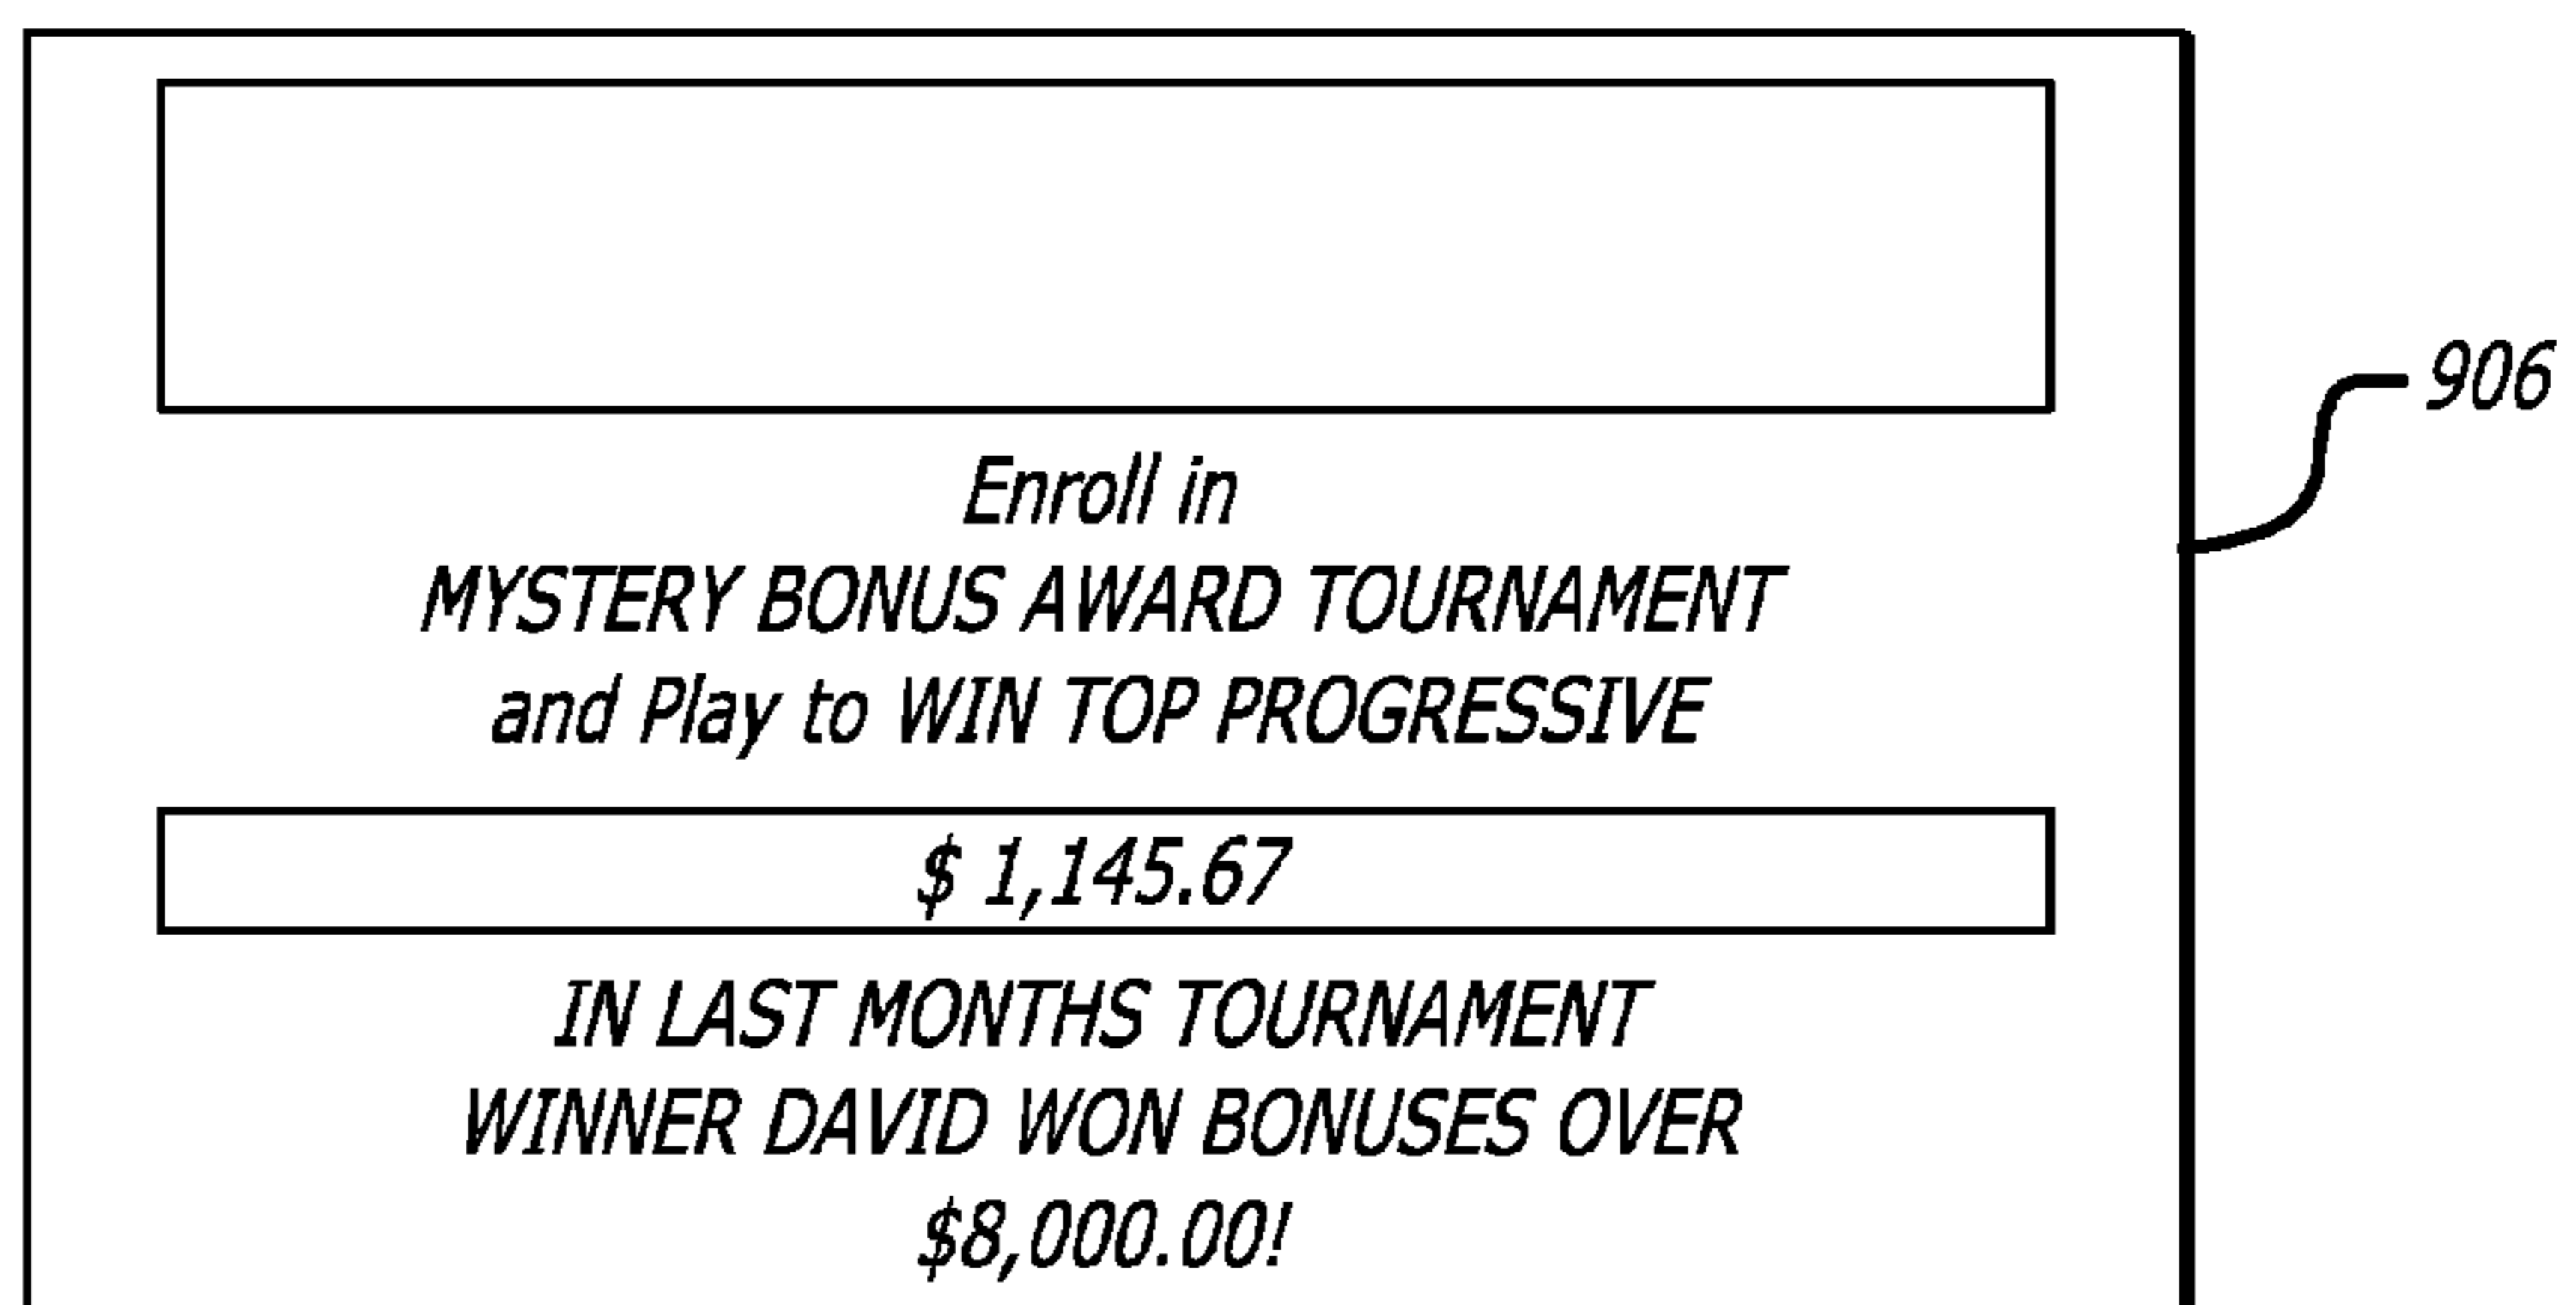 906
Enroll in
MYSTERY BONUS AWARD TOURNAMENT
and Play to WIN TOP PROGRESSIVE
$ 1,145.67
IN LAST MONTHS TOURNAMENT
WINNER DAVID WON BONUSES OVER
$8,000.00!